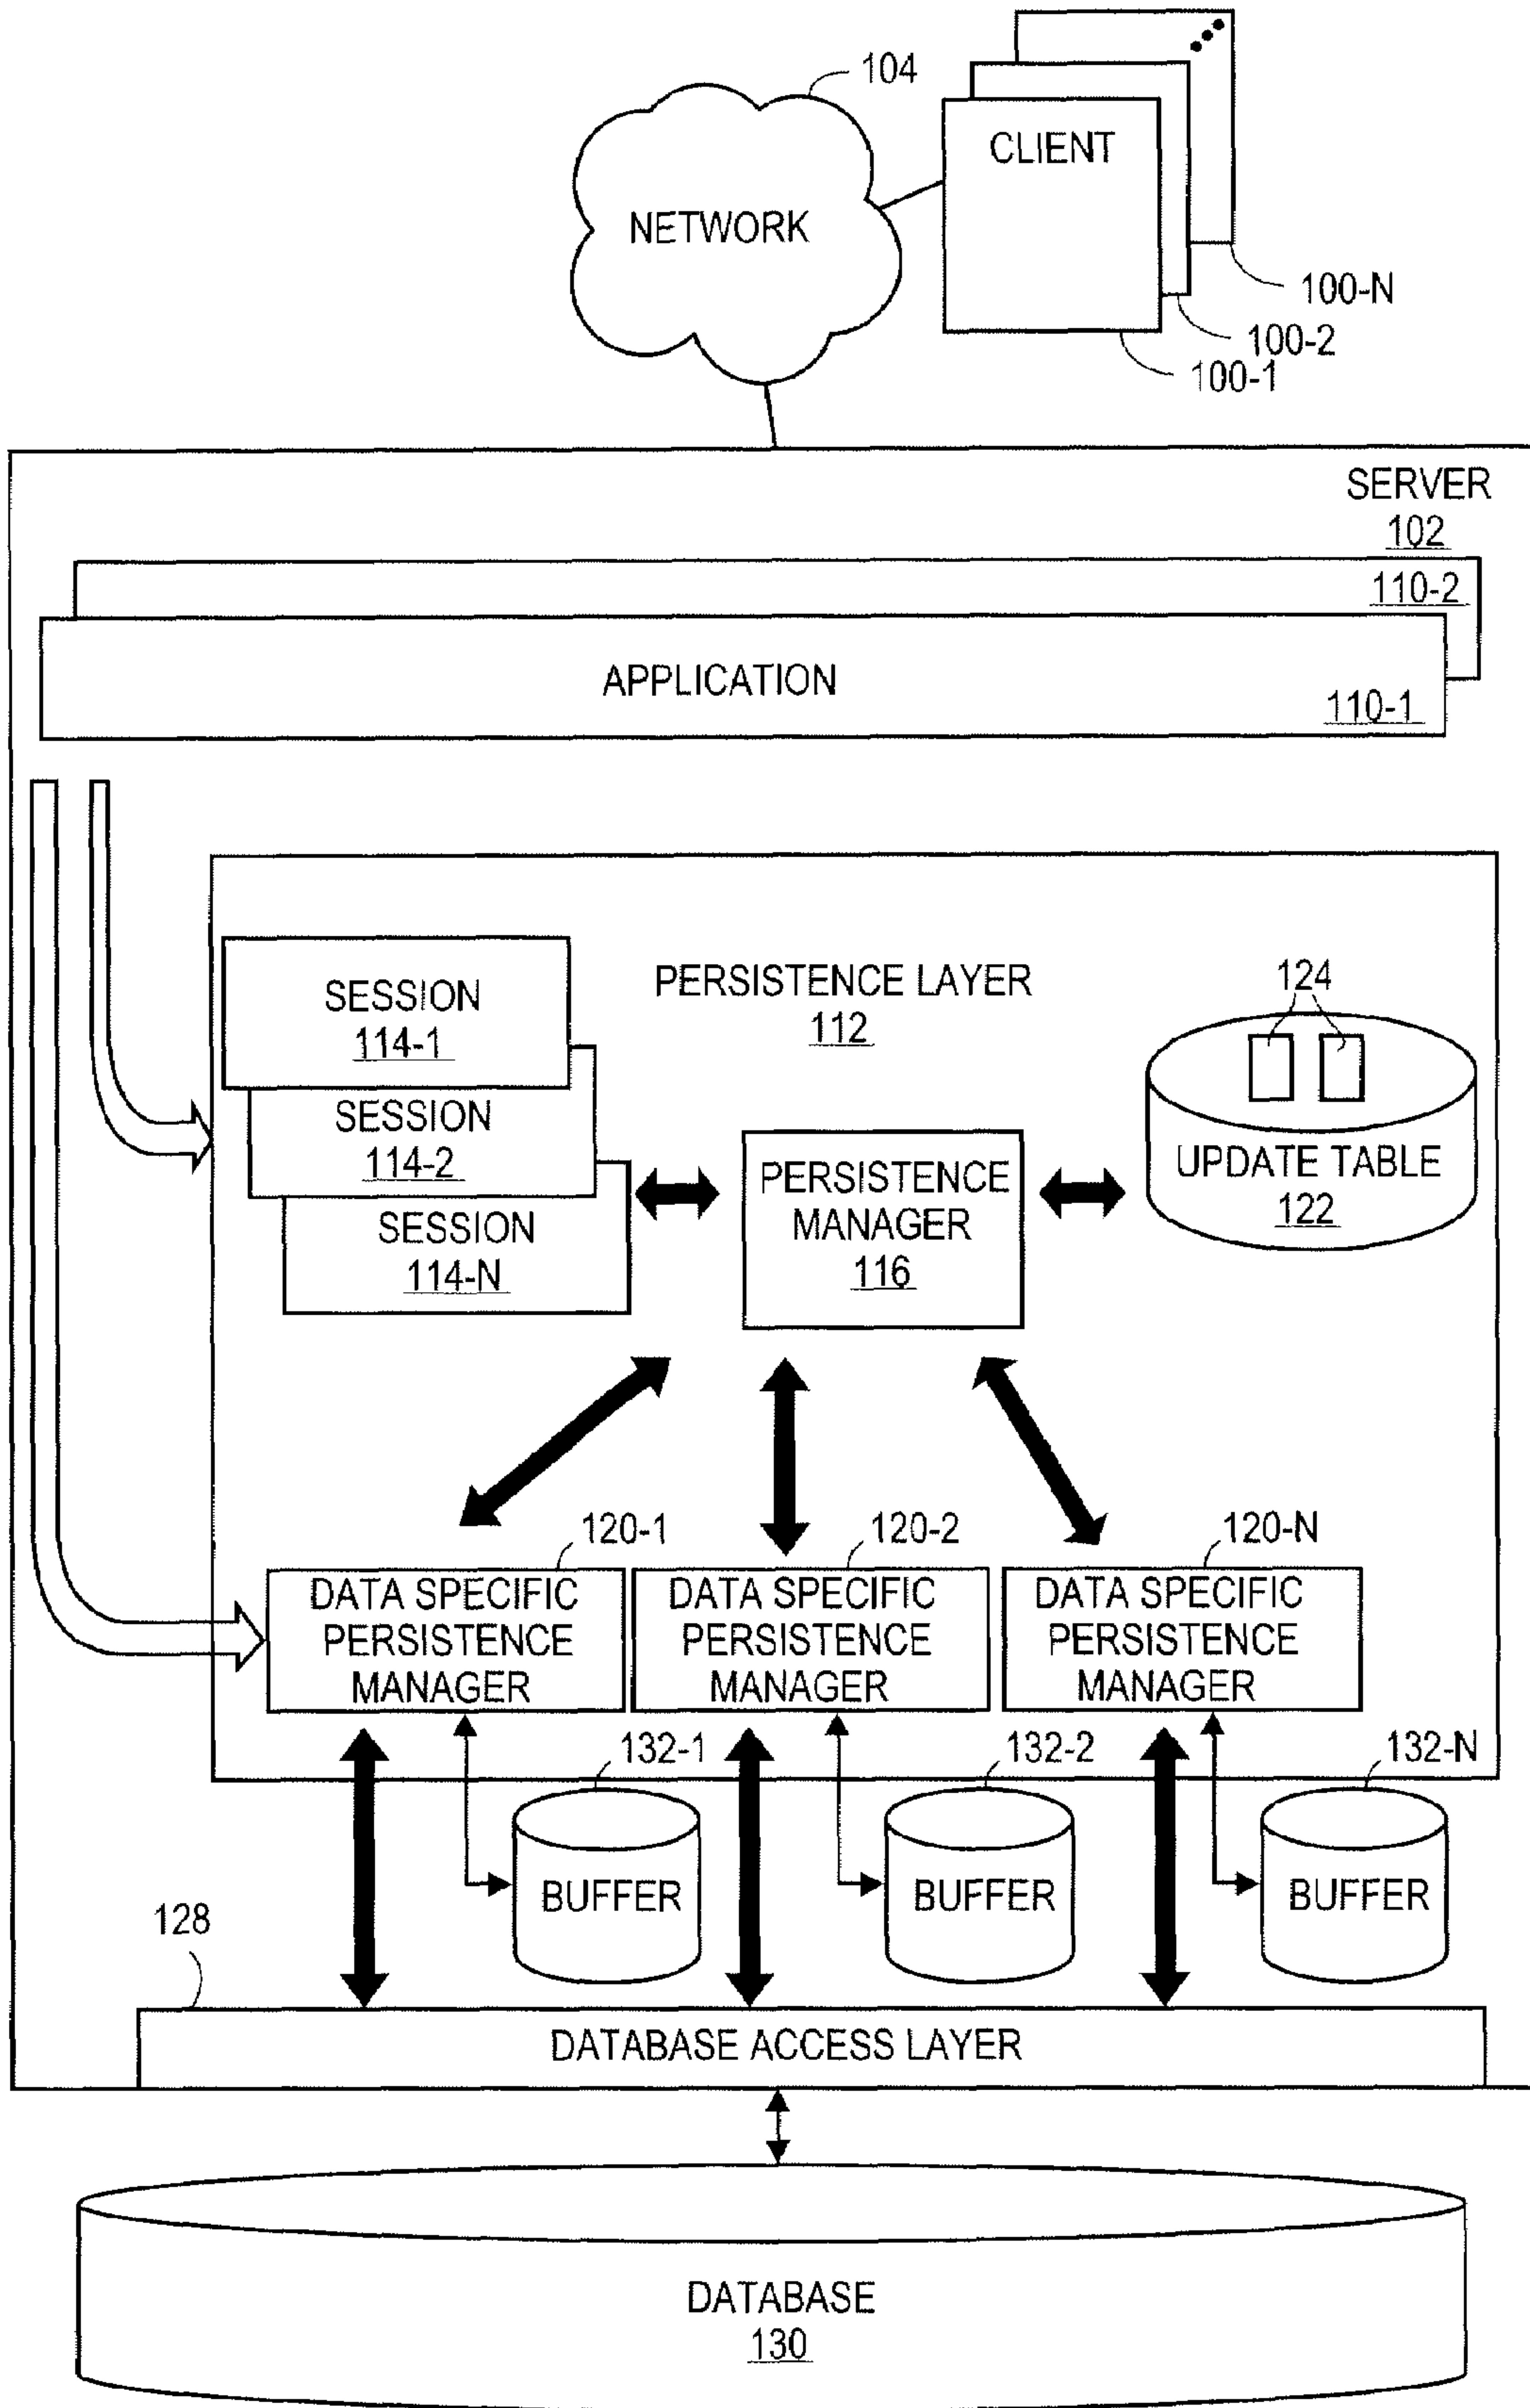 104
CLIENT
NETWORK
100-N
100-2
100-1
SERVER
102
110-2
APPLICATION
110-1
SESSION
114-1
PERSISTENCE LAYER
112
124
SESSION
114-2
PERSISTENCE
MANAGER
116
UPDATE TABLE
122
SESSION
114-N
120-1
120-2
120-N
DATA SPECIFIC
PERSISTENCE
MANAGER
DATA SPECIFIC
PERSISTENCE
MANAGER
DATA SPECIFIC
PERSISTENCE
MANAGER
132-1
132-2
132-N
BUFFER
BUFFER
BUFFER
128
DATABASE ACCESS LAYER
DATABASE
130